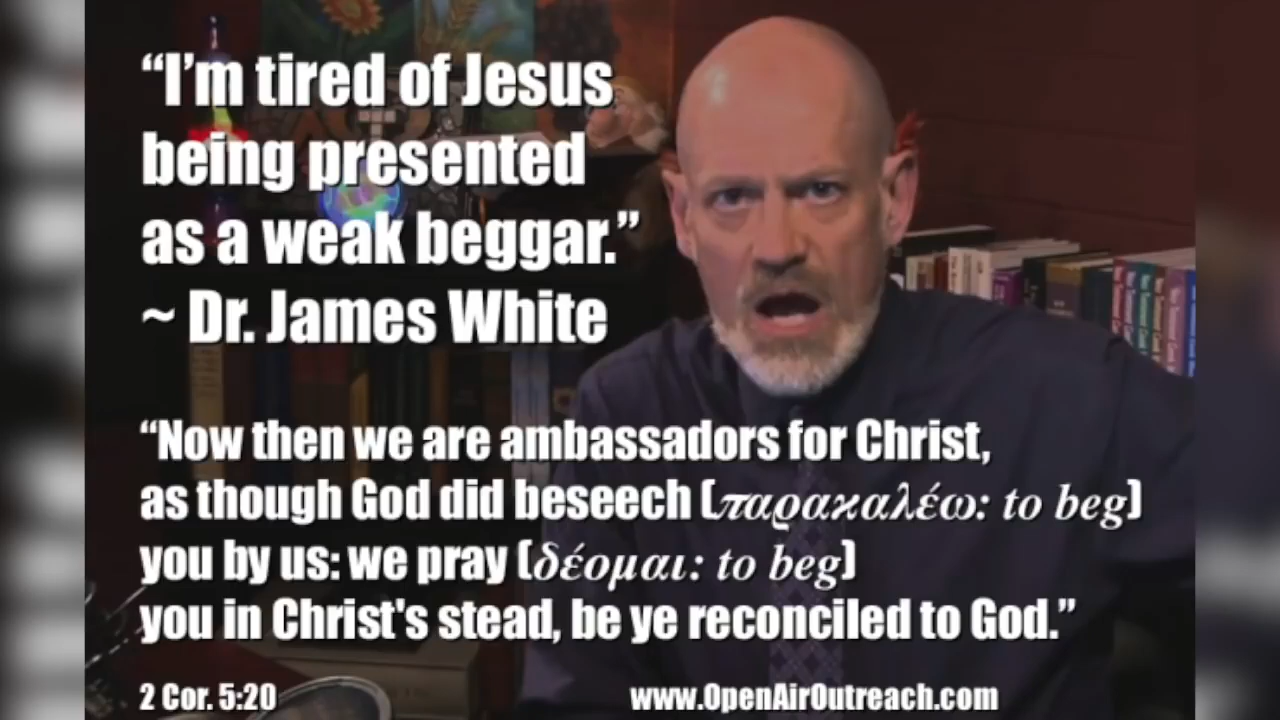 “I’m tired of Jesus
being presented
as a weak beggar.”
~ Dr. James White
“Now then we are ambassadors for Christ,
as though God did beseech (παρακαλέω: to beg)
you by us: we pray (δέομαι: to beg)
you in Christ's stead, be ye reconciled to God.”
2 Cor. 5:20
www.OpenAirOutreach.com